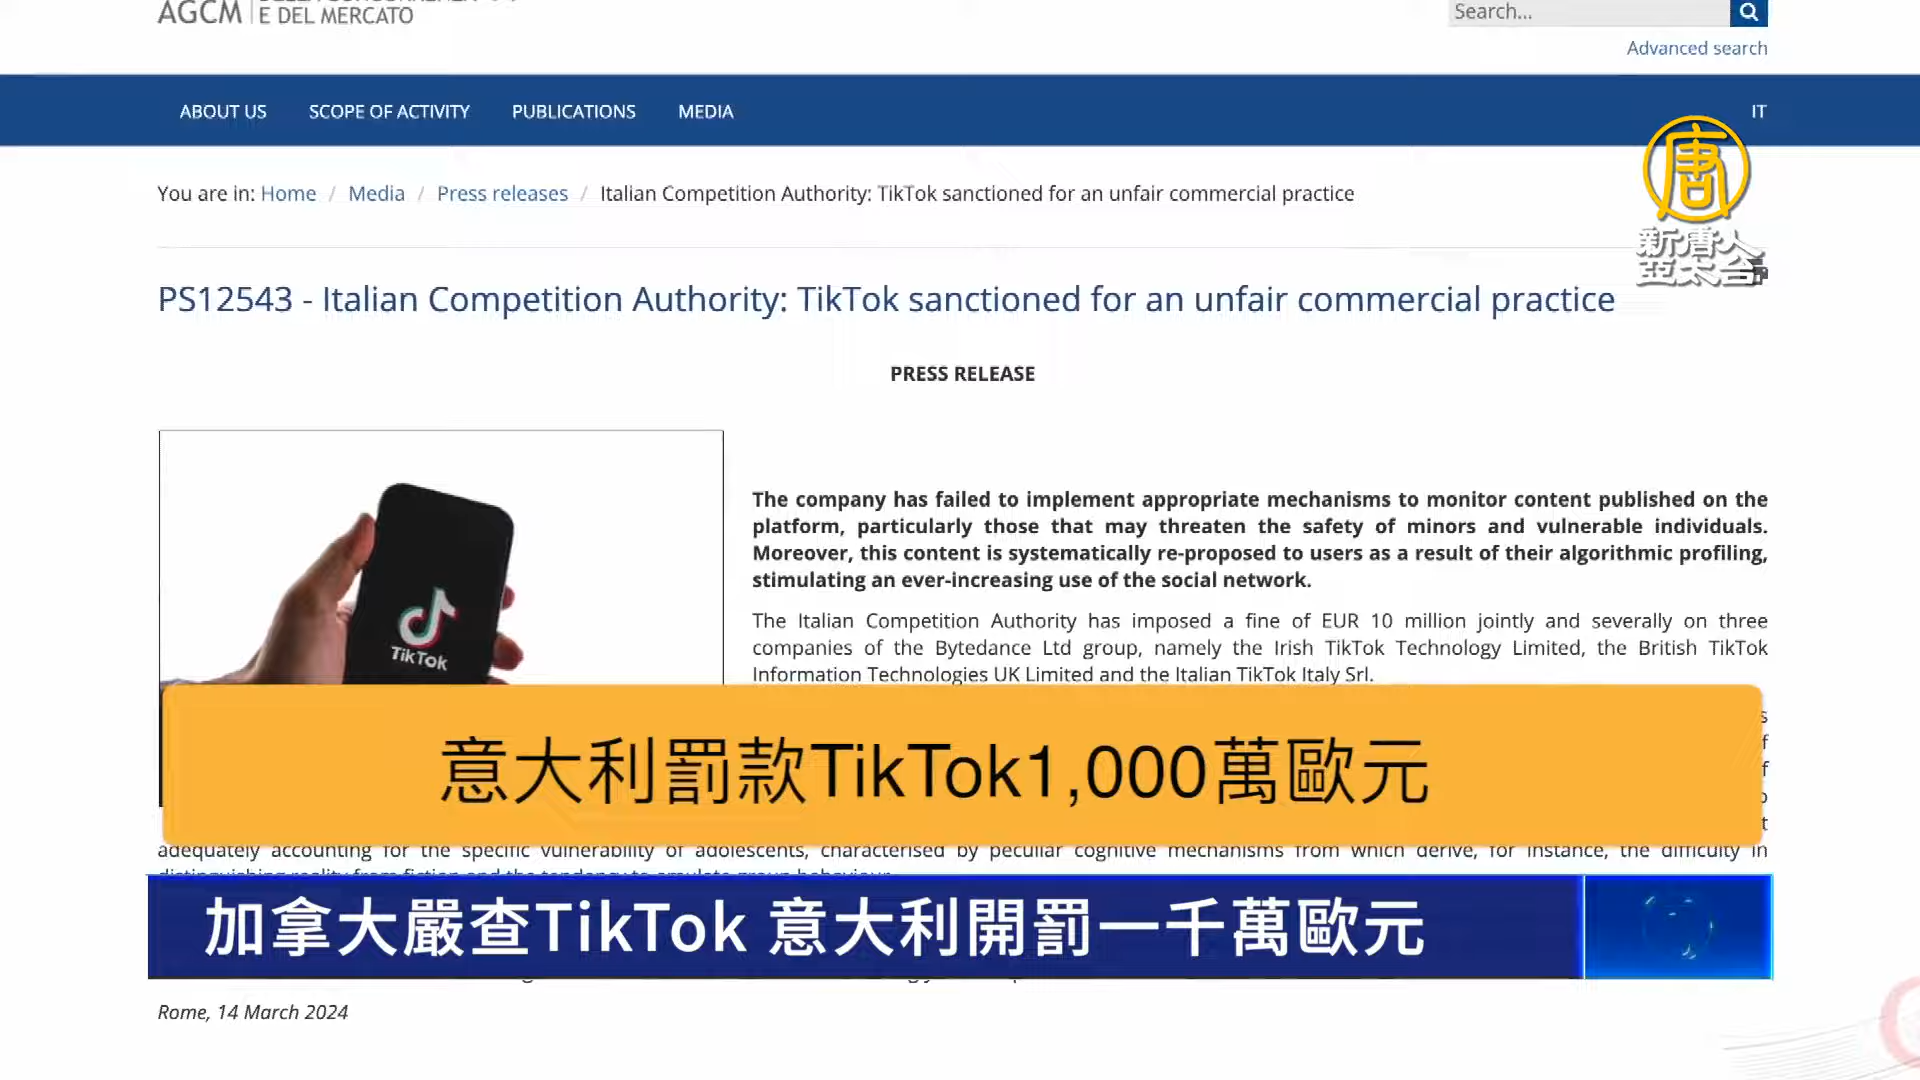 AGCM
E DEL MERCATO
Search...
Advanced search
ABOUT US SCOPE OF ACTIVITY PUBLICATIONS MEDIA IT
You are in: Home / Media / Press releases / Italian Competition Authority: TikTok sanctioned for an unfair commercial practice
唐
新唐人
亞太台
PS12543 - Italian Competition Authority: TikTok sanctioned for an unfair commercial practice
PRESS RELEASE
The company has failed to implement appropriate mechanisms to monitor content published on the
platform, particularly those that may threaten the safety of minors and vulnerable individuals.
Moreover, this content is systematically re-proposed to users as a result of their algorithmic profiling,
stimulating an ever-increasing use of the social network.
The Italian Competition Authority has imposed a fine of EUR 10 million jointly and severally on three
companies of the Bytedance Ltd group, namely the Irish TikTok Technology Limited, the British TikTok
Information Technologies UK Limited and the Italian TikTok Italy Srl.
TikTok
意大利罰款TikTok1,000萬歐元
adequately accounting for the specific vulnerability of adolescents, characterised by peculiar cognitive mechanisms from which derive, for instance, the difficulty in
加拿大嚴查TikTok 意大利開罰一千萬歐元
Rome, 14 March 2024